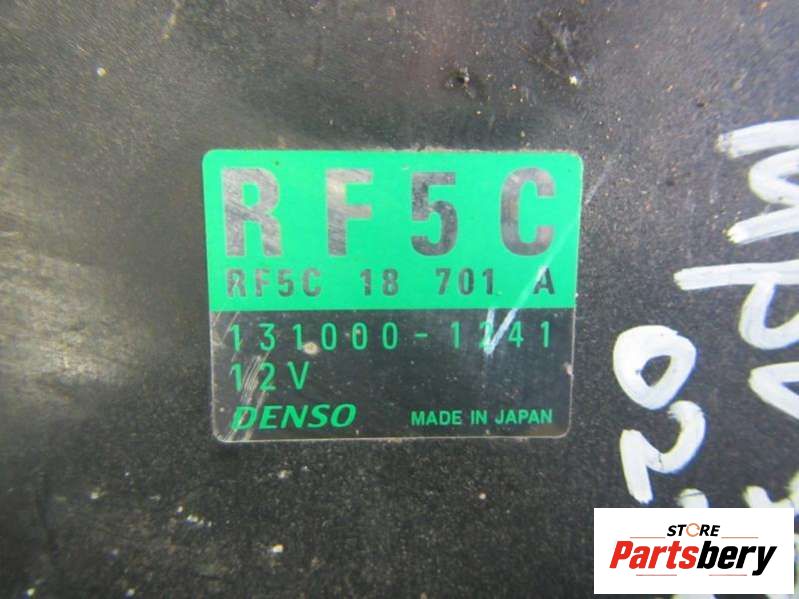 RF5C
RF5C 18 701 A
131000-1241
12V
DENSO MADE IN JAPAN
STORE
Partsbery